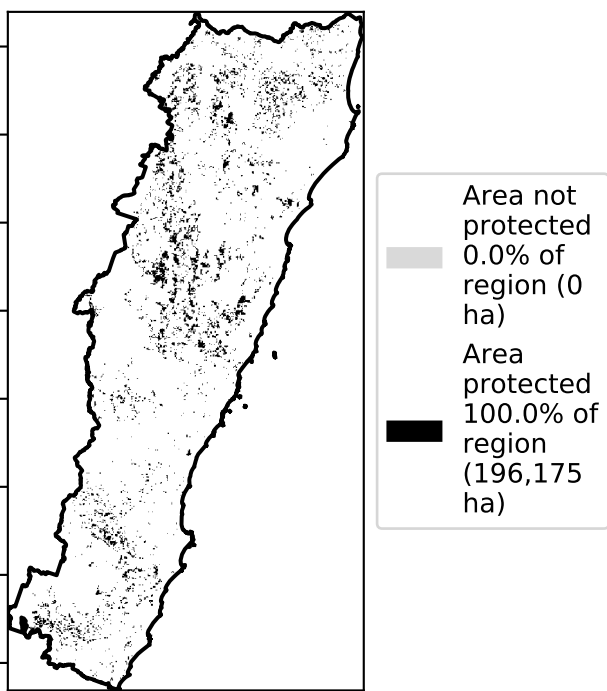 Area not
protected
0.0% of
region (0
ha)
Area
protected
100.0% of
region
(196,175
ha)